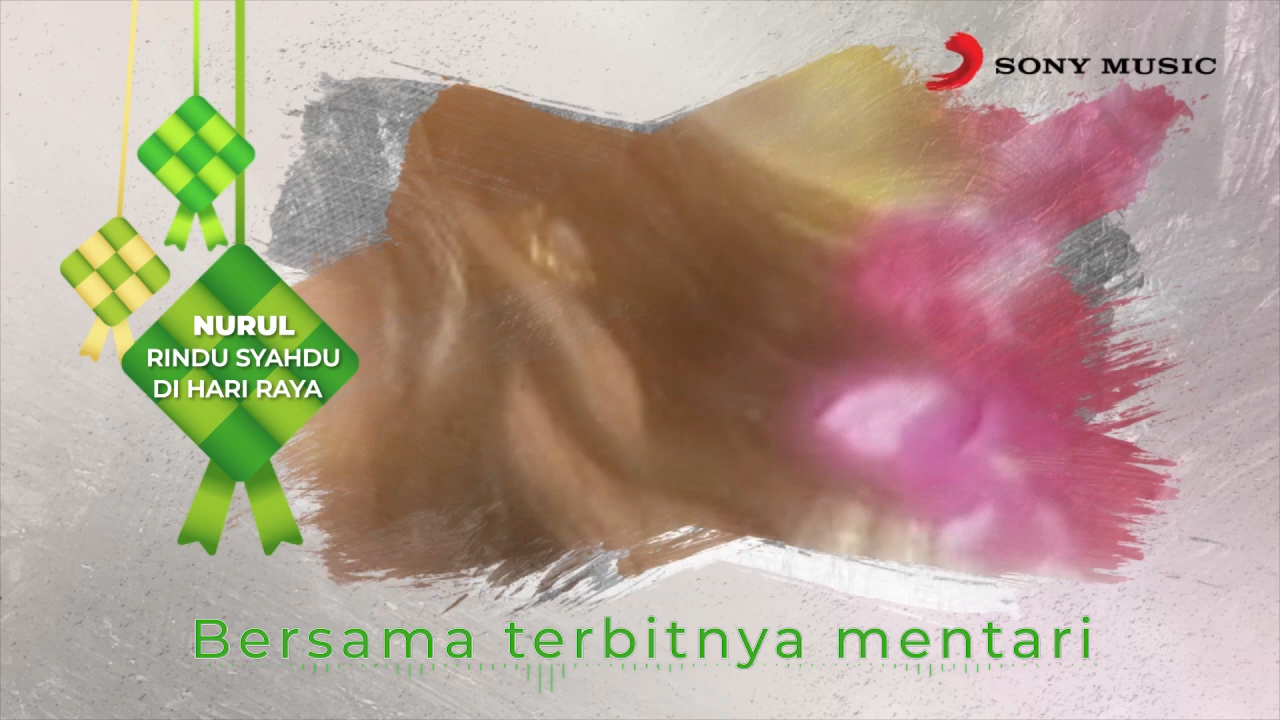 SONY MUSIC
NURUL
RINDU SYAHDU
DI HARI RAYA
Bersama terbitnya mentari